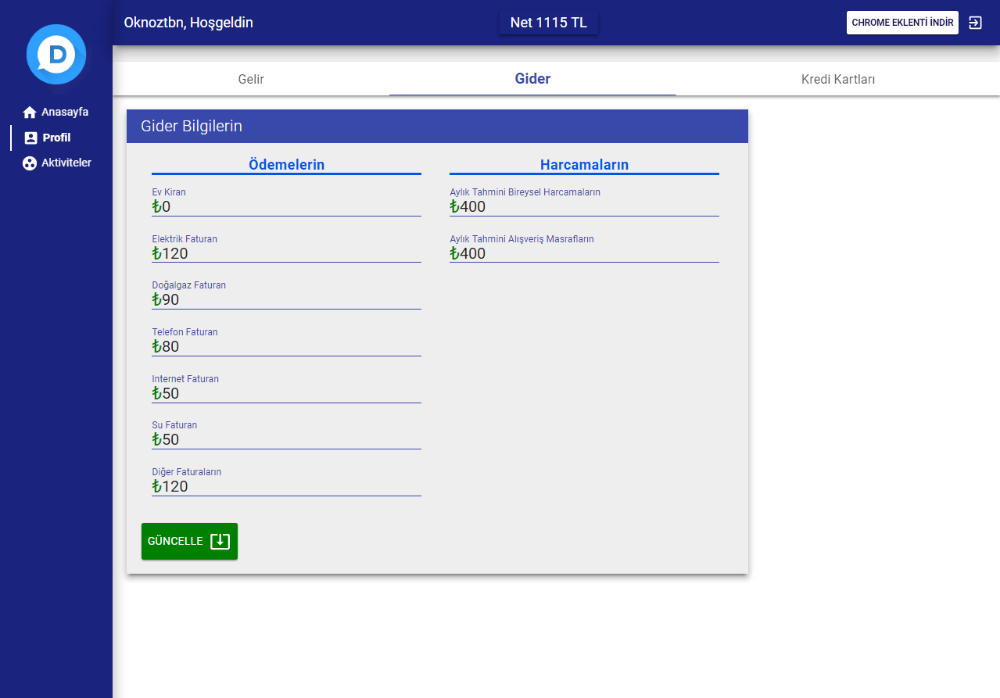 Oknoztbn, Hoşgeldin
Net 1115 TL
CHROME EKLENTİ İNDİR
D
Anasayfa
Profil
Aktiviteler
Gelir
Gider
Kredi Kartları
Gider Bilgilerin
Ödemelerin
Ev Kiran
₺0
Elektrik Faturan
₺120
Doğalgaz Faturan
₺90
Telefon Faturan
₺80
Internet Faturan
₺50
Su Faturan
₺50
Diğer Faturaların
₺120
Harcamaların
Aylık Tahmini Bireysel Harcamaların
₺400
Aylık Tahmini Alışveriş Masrafların
₺400
GÜNCELLE